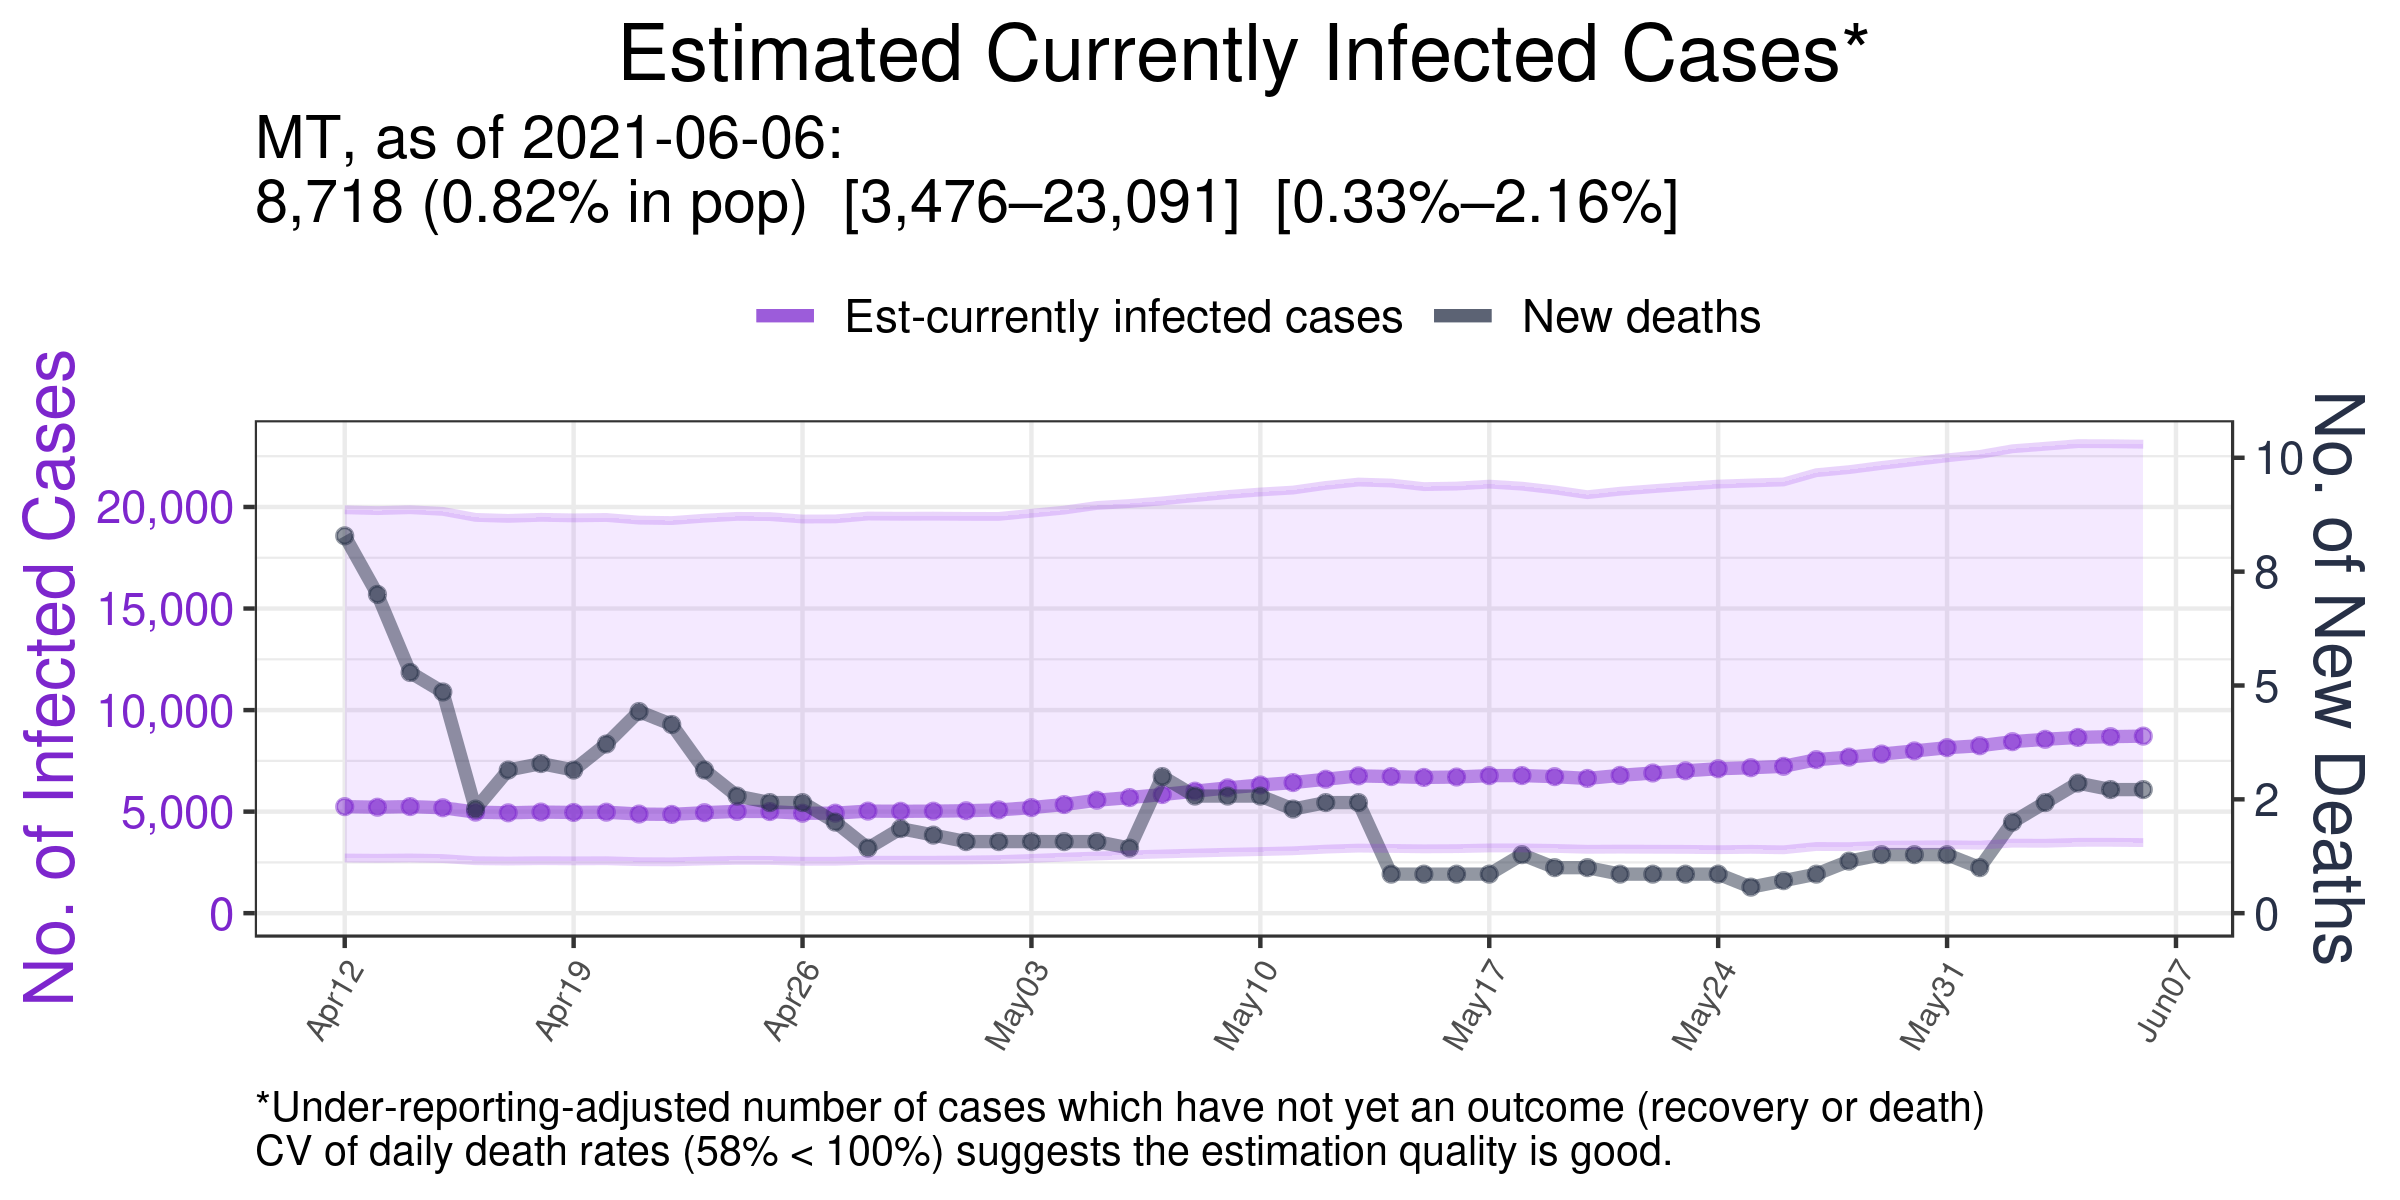 Estimated Currently Infected Cases*
MT, as of 2021-06-06:
8,718 (0.82% in pop)  [3,476–23,091]  [0.33%–2.16%]
Est-currently infected cases
New deaths
No. of Infected Cases
20,000
15,000
10,000
5,000
0
10
8
5
2
0
No. of New Deaths
Apr12
Apr19
Apr26
May03
May10
May17
May24
May31
Jun07
*Under-reporting-adjusted number of cases which have not yet an outcome (recovery or death)
CV of daily death rates (58% < 100%) suggests the estimation quality is good.